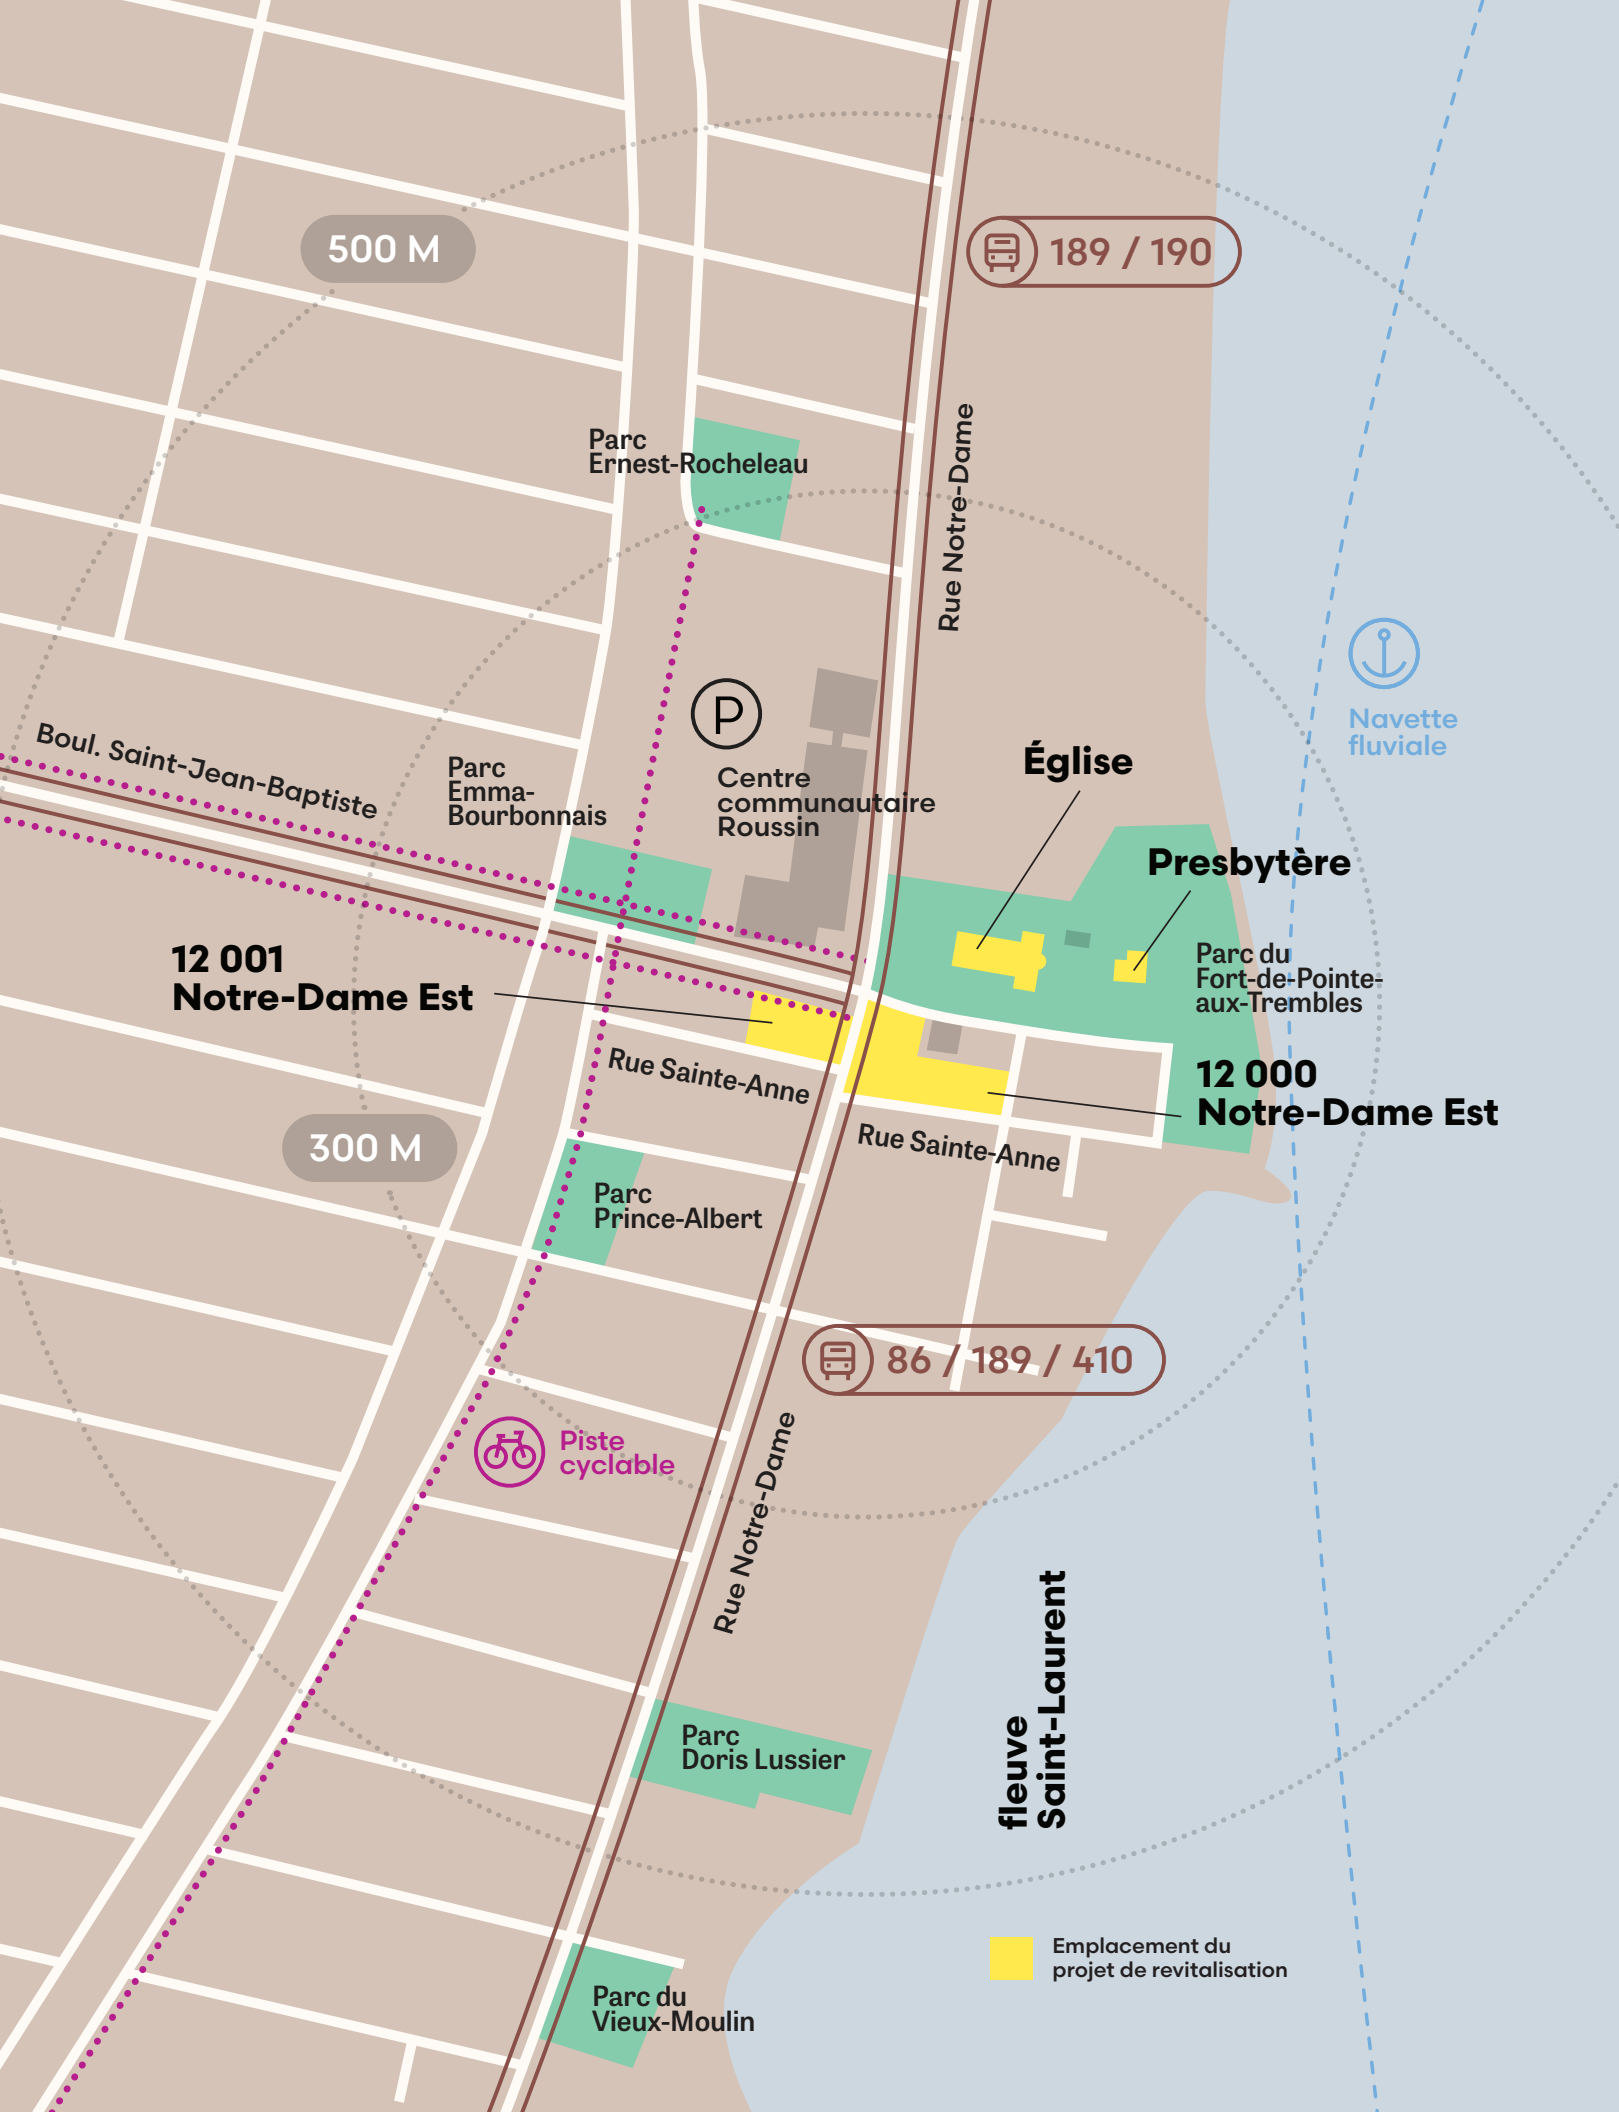 500 M
189 / 190
Parc
Ernest-Rocheleau
Rue Notre-Dame
Navette
fluviale
P
Boul. Saint-Jean-Baptiste
Parc
Emma-
Bourbonnais
Centre
communautaire
Roussin
Église
Presbytère
12 001
Notre-Dame Est
Parc du
Fort-de-Pointe-
aux-Trembles
Rue Sainte-Anne
12 000
Notre-Dame Est
Rue Sainte-Anne
300 M
Parc
Prince-Albert
86 / 189 / 410
Piste
cyclable
Rue Notre-Dame
fleuve
Saint-Laurent
Parc
Doris Lussier
Emplacement du
projet de revitalisation
Parc du
Vieux-Moulin